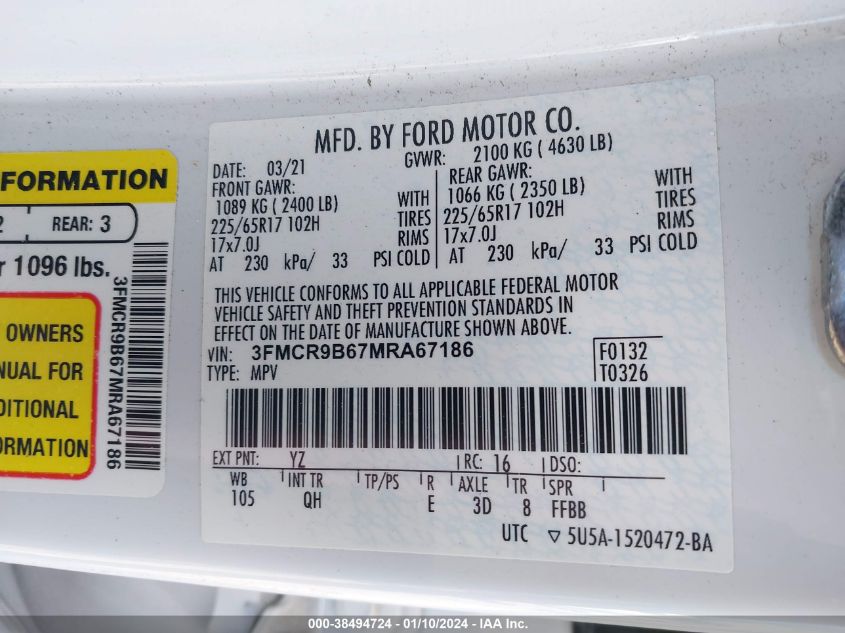 FORMATION
2 REAR: 3
r 1096 lbs.
OWNERS
NUAL FOR
DITIONAL
ORMATION
3FMCR9B67MRA67186
MFD. BY FORD MOTOR CO.
DATE: 03/21 GVWR: 2100 KG ( 4630 LB)
FRONT GAWR: REAR GAWR:
1089 KG ( 2400 LB) WITH 1066 KG ( 2350 LB) WITH
225/65R17 102H TIRES 225/65R17 102H TIRES
17x7.0J RIMS 17x7.0J RIMS
AT 230 kPa/ 33 PSI COLD AT 230 kPa/ 33 PSI COLD
THIS VEHICLE CONFORMS TO ALL APPLICABLE FEDERAL MOTOR
VEHICLE SAFETY AND THEFT PREVENTION STANDARDS IN
EFFECT ON THE DATE OF MANUFACTURE SHOWN ABOVE.
VIN: 3FMCR9B67MRA67186 F0132
TYPE: MPV T0326
EXT PNT: YZ RC: 16 DSO:
WB INT TR TP/PS R AXLE TR SPR
105 QH E 3D 8 FFBB
UTC ▽ 5U5A-1520472-BA
000-38494724 - 01/10/2024 - IAA Inc.